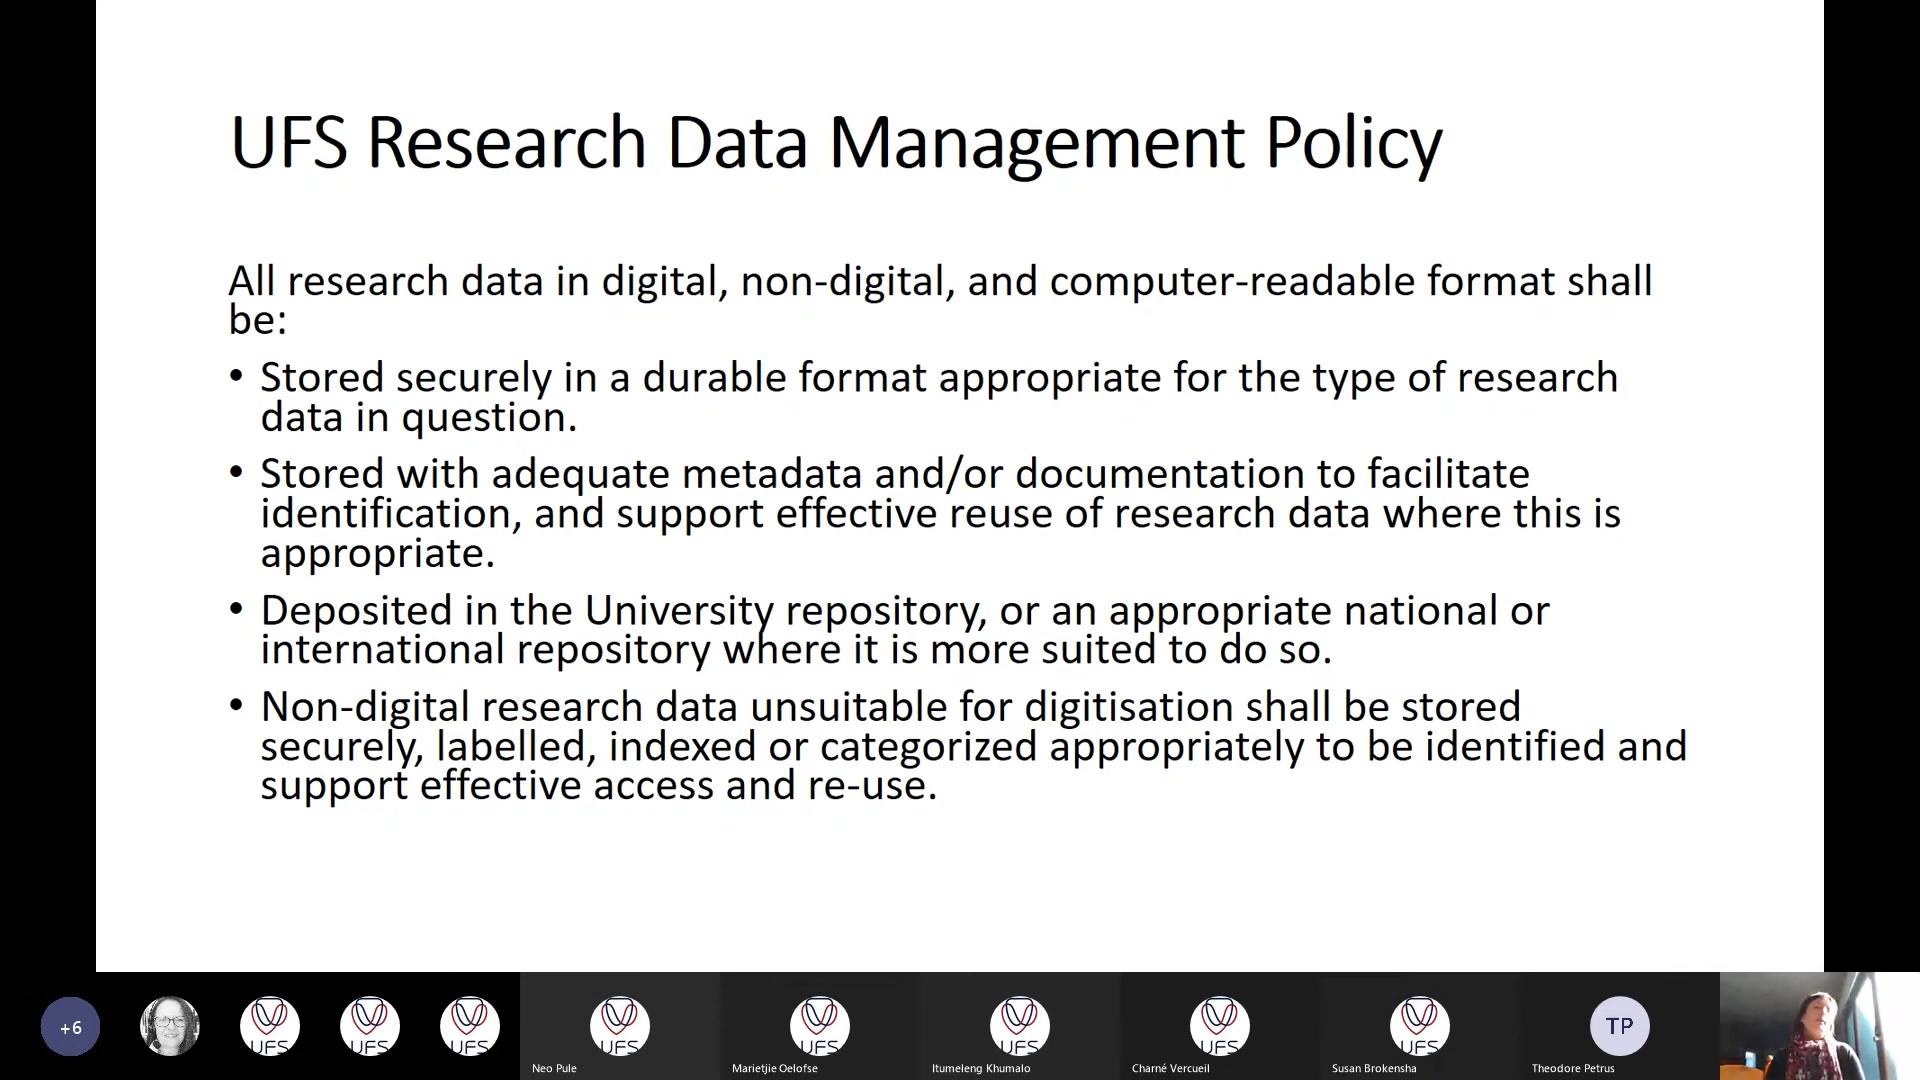 UFS Research Data Management Policy
All research data in digital, non-digital, and computer-readable format shall
be:
• Stored securely in a durable format appropriate for the type of research
data in question.
• Stored with adequate metadata and/or documentation to facilitate
identification, and support effective reuse of research data where this is
appropriate.
• Deposited in the University repository, or an appropriate national or
international repository where it is more suited to do so.
• Non-digital research data unsuitable for digitisation shall be stored
securely, labelled, indexed or categorized appropriately to be identified and
support effective access and re-use.
+6
UFS
UFS
UFS
UFS
UFS
UFS
UFS
UFS
TP
Neo Pule
Marietjie Oelofse
Itumeleng Khumalo
Charné Vercueil
Susan Brokensha
Theodore Petrus